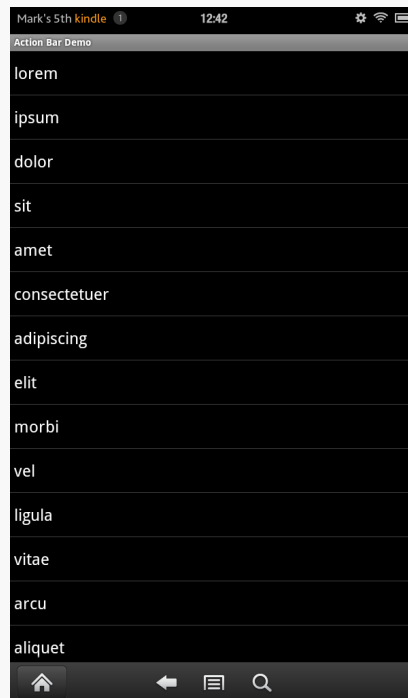 Mark's 5th kindle 1 12:42
Action Bar Demo
lorem
ipsum
dolor
sit
amet
consectetuer
adipiscing
elit
morbi
vel
ligula
vitae
arcu
aliquet